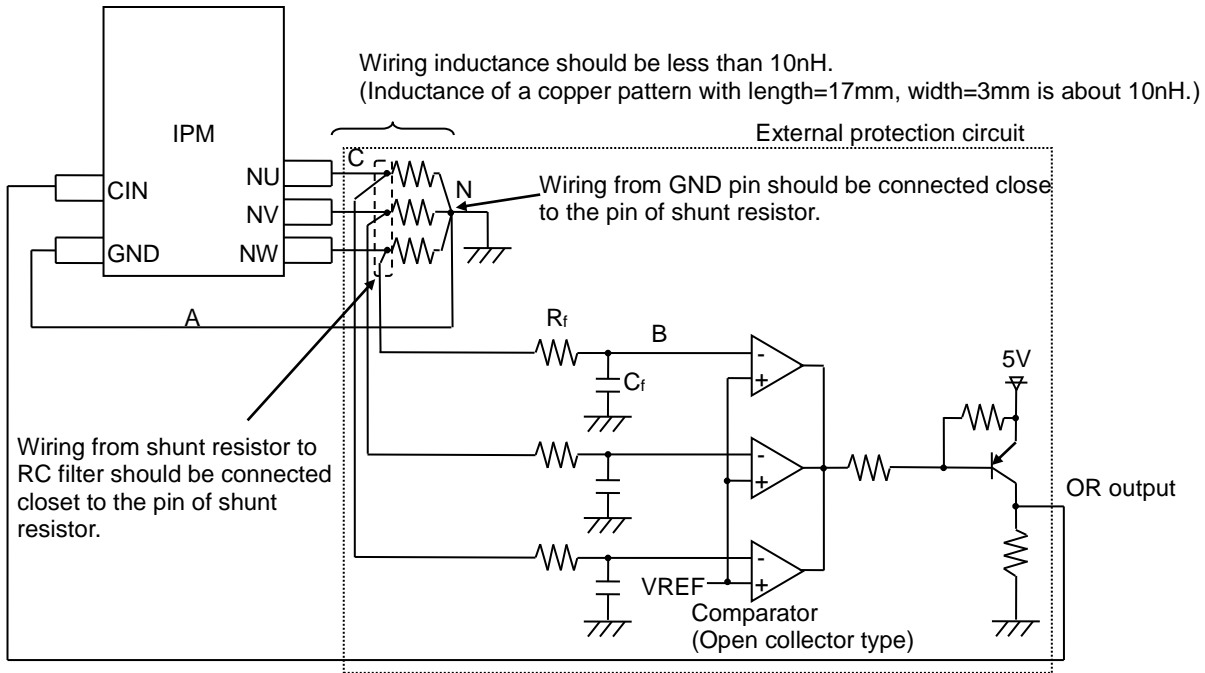 Wiring inductance should be less than 10nH.
(Inductance of a copper pattern with length=17mm, width=3mm is about 10nH.)
IPM
External protection circuit
C
NU
CIN
N
Wiring from GND pin should be connected close
to the pin of shunt resistor.
NV
GND
NW
A
Rf
B
-
+
5V
Cf
Wiring from shunt resistor to
RC filter should be connected
closet to the pin of shunt
resistor.
-
+
OR output
-
+
VREF
Comparator
(Open collector type)